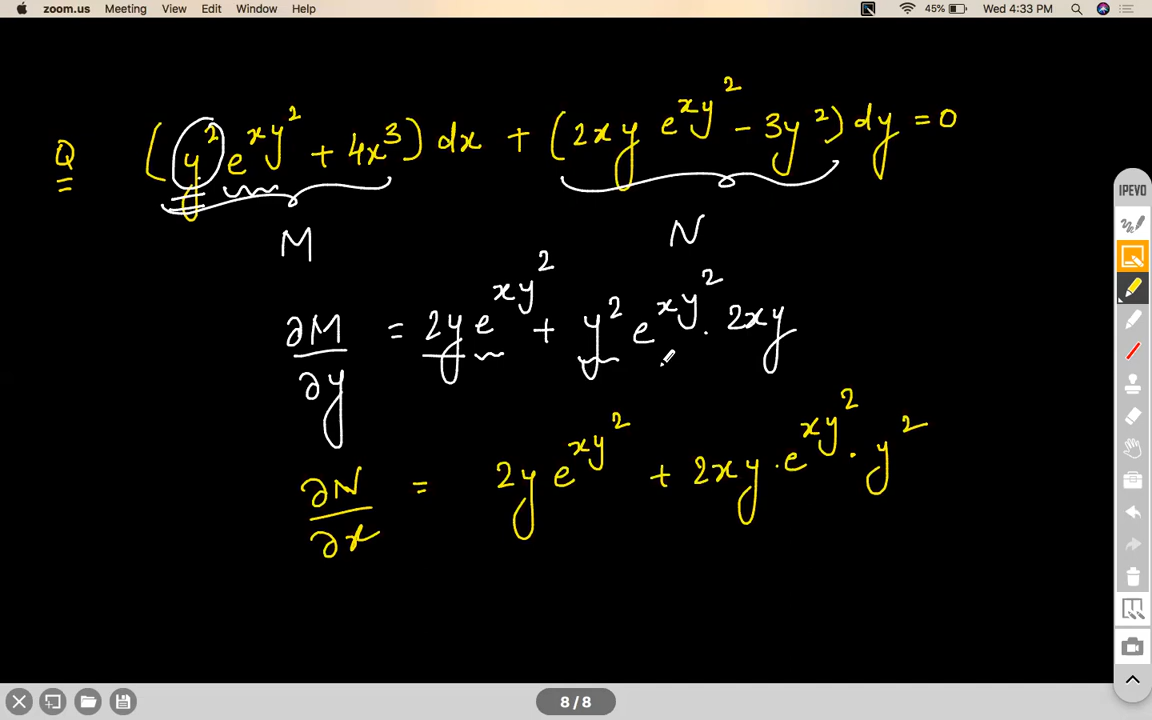 zoom.us Meeting View Edit Window Help 45% Wed 4:33 PM
Q (y² e^{xy²} + 4x³) dx + (2xy e^{xy²} - 3y²) dy = 0
IPEVO
M N
∂M/∂y = 2y e^{xy²} + y² e^{xy²} · 2xy
∂N/∂x = 2y e^{xy²} + 2xy · e^{xy²} · y²
8 / 8